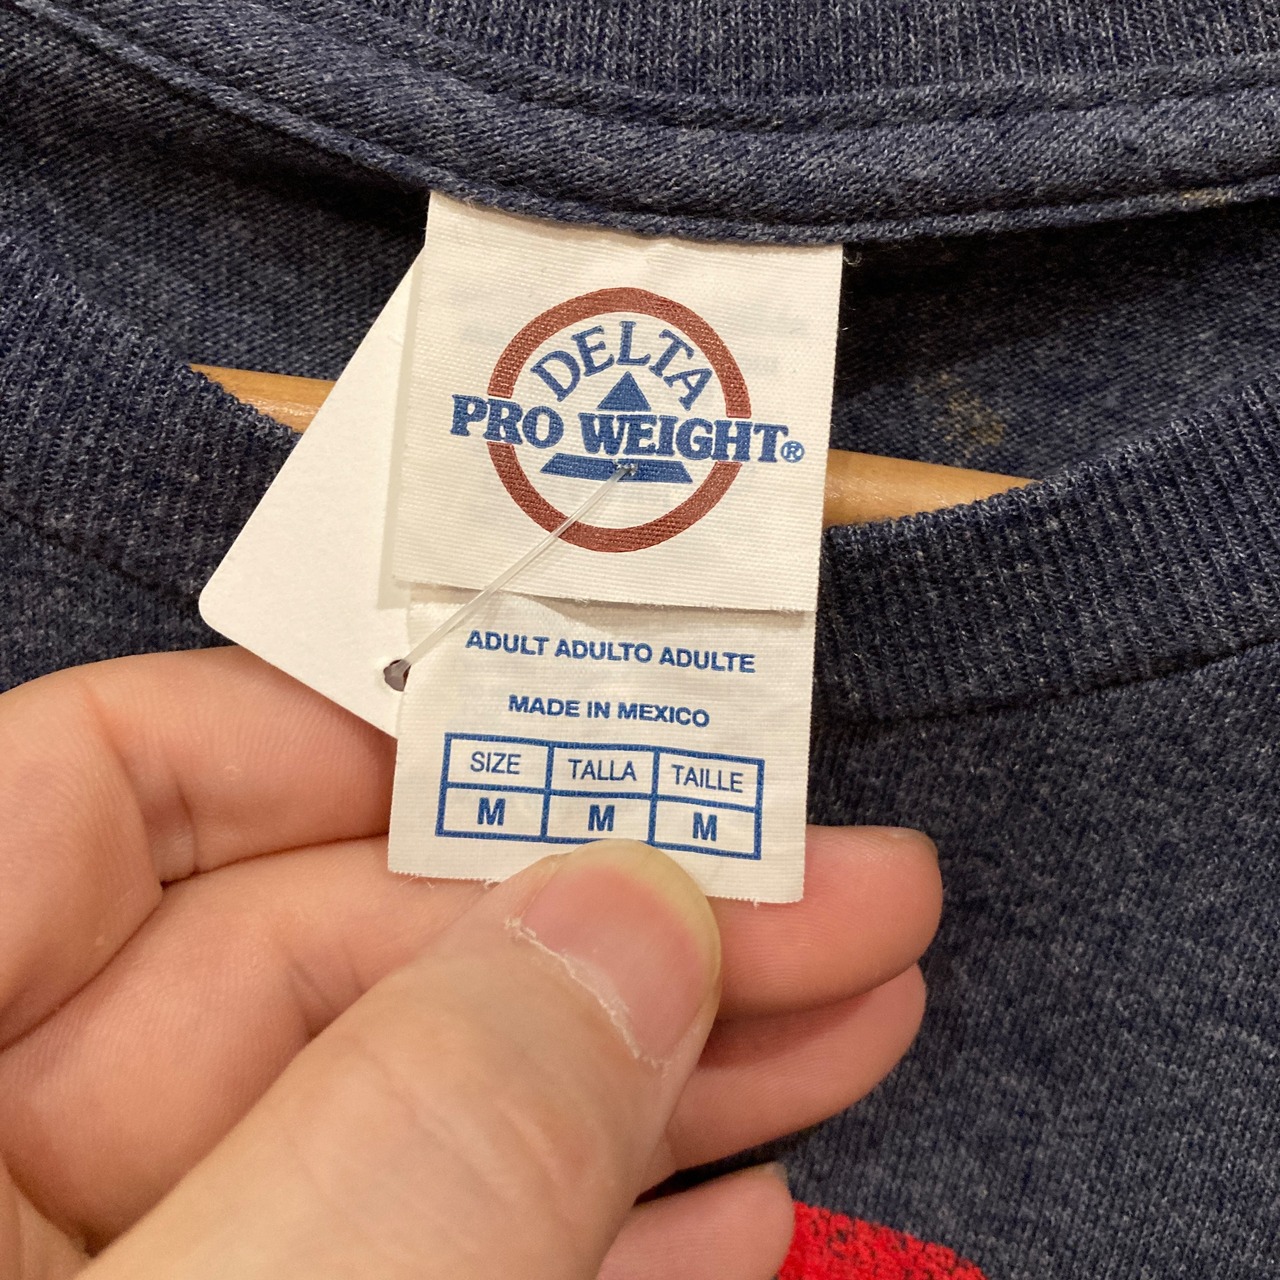 DELTA
PRO WEIGHT®
ADULT ADULTO ADULTE
MADE IN MEXICO
SIZE TALLA TAILLE
M M M